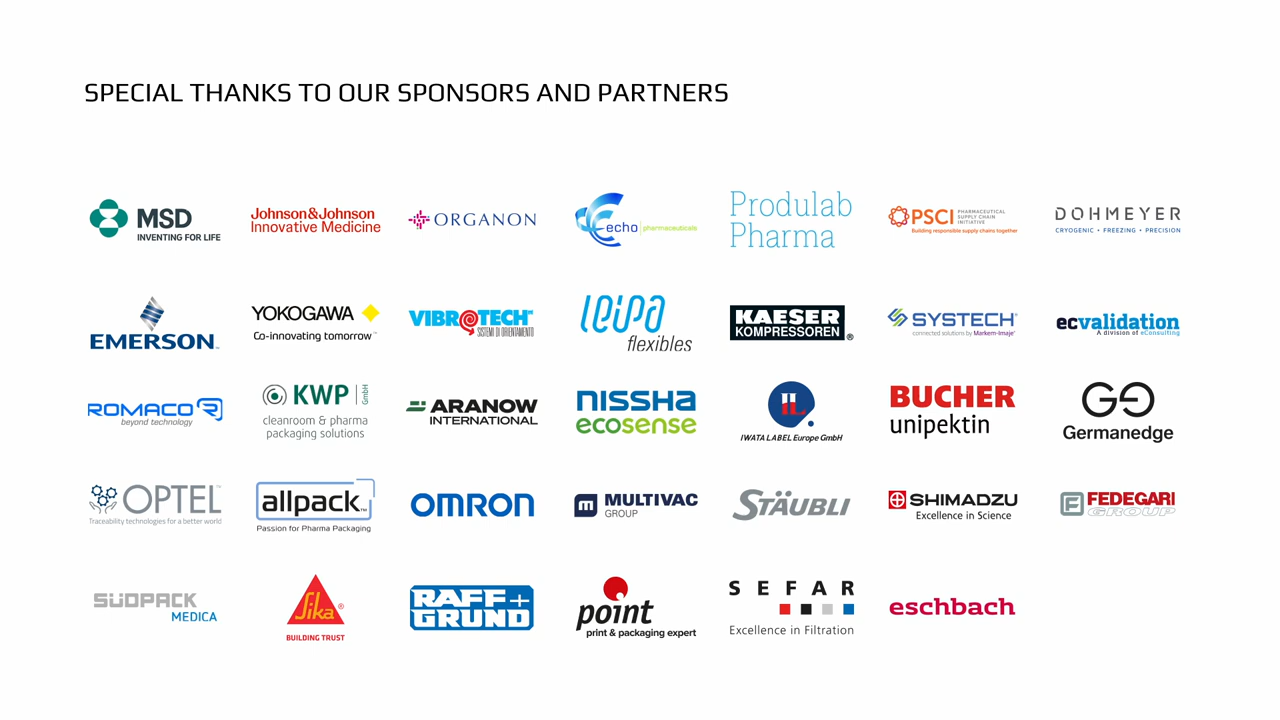 SPECIAL THANKS TO OUR SPONSORS AND PARTNERS
MSD
INVENTING FOR LIFE
Johnson&Johnson
Innovative Medicine
ORGANON
echo pharmaceuticals
Produlab
Pharma
PSCI PHARMACEUTICAL
SUPPLY CHAIN
INITIATIVE
Building responsible supply chains together
DOHMEYER
CRYOGENIC • FREEZING • PRECISION
EMERSON™
YOKOGAWA
Co-innovating tomorrow™
VIBROTECH®
SISTEMI DI ORIENTAMENTO
leipa
flexibles
KAESER
KOMPRESSOREN®
SYSTECH®
connected solutions by Markem-Imaje®
ecvalidation
A division of eConsulting
ROMACO
beyond technology
KWP GmbH
cleanroom & pharma
packaging solutions
ARANOW
INTERNATIONAL
NISSHA
ecosense
IL
IWATA LABEL Europe GmbH
BUCHER
unipektin
Germanedge
OPTEL™
Traceability technologies for a better world
allpack™
Passion for Pharma Packaging
OMRON
m MULTIVAC
GROUP
STÄUBLI
SHIMADZU
Excellence in Science
F FEDEGARI
GROUP
SÜDPACK
MEDICA
Sika®
BUILDING TRUST
RAFF+
GRUND
point
print & packaging expert
SEFAR
Excellence in Filtration
eschbach